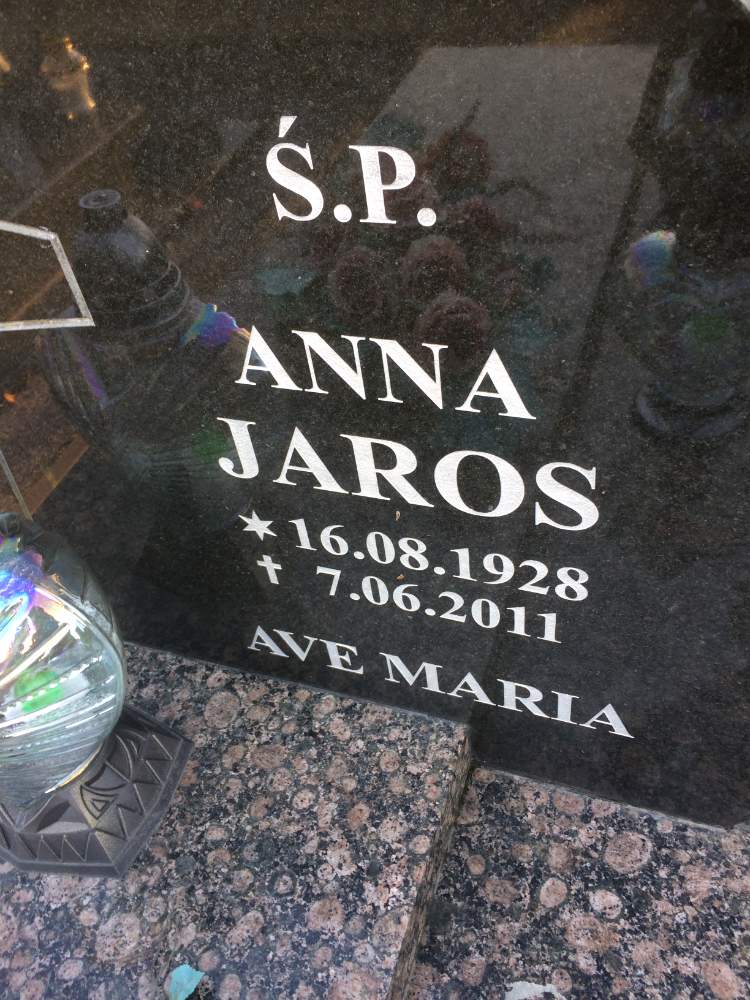 Ś.P.
ANNA
JAROS
16.08.1928
7.06.2011
AVE MARIA